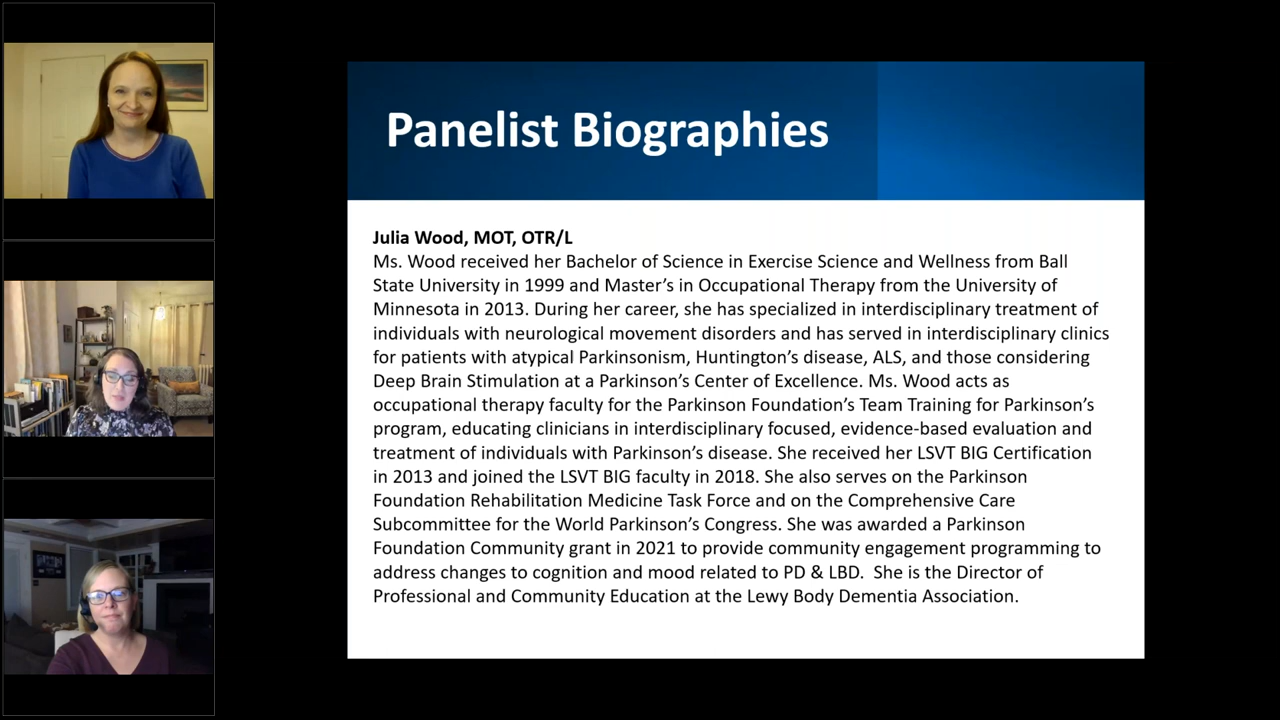 Panelist Biographies
Julia Wood, MOT, OTR/L
Ms. Wood received her Bachelor of Science in Exercise Science and Wellness from Ball
State University in 1999 and Master's in Occupational Therapy from the University of
Minnesota in 2013. During her career, she has specialized in interdisciplinary treatment of
individuals with neurological movement disorders and has served in interdisciplinary clinics
for patients with atypical Parkinsonism, Huntington's disease, ALS, and those considering
Deep Brain Stimulation at a Parkinson's Center of Excellence. Ms. Wood acts as
occupational therapy faculty for the Parkinson Foundation's Team Training for Parkinson's
program, educating clinicians in interdisciplinary focused, evidence-based evaluation and
treatment of individuals with Parkinson's disease. She received her LSVT BIG Certification
in 2013 and joined the LSVT BIG faculty in 2018. She also serves on the Parkinson
Foundation Rehabilitation Medicine Task Force and on the Comprehensive Care
Subcommittee for the World Parkinson's Congress. She was awarded a Parkinson
Foundation Community grant in 2021 to provide community engagement programming to
address changes to cognition and mood related to PD & LBD.  She is the Director of
Professional and Community Education at the Lewy Body Dementia Association.